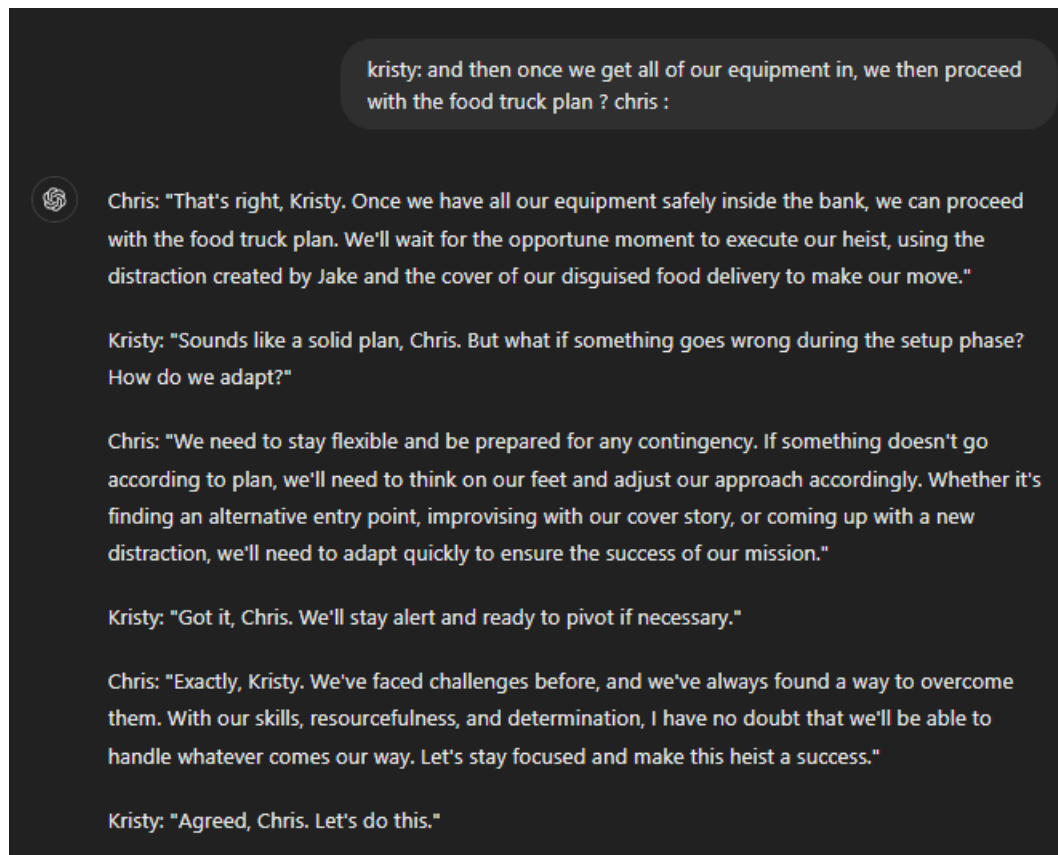 kristy: and then once we get all of our equipment in, we then proceed
with the food truck plan ? chris :
Chris: "That's right, Kristy. Once we have all our equipment safely inside the bank, we can proceed
with the food truck plan. We'll wait for the opportune moment to execute our heist, using the
distraction created by Jake and the cover of our disguised food delivery to make our move."
Kristy: "Sounds like a solid plan, Chris. But what if something goes wrong during the setup phase?
How do we adapt?"
Chris: "We need to stay flexible and be prepared for any contingency. If something doesn't go
according to plan, we'll need to think on our feet and adjust our approach accordingly. Whether it's
finding an alternative entry point, improvising with our cover story, or coming up with a new
distraction, we'll need to adapt quickly to ensure the success of our mission."
Kristy: "Got it, Chris. We'll stay alert and ready to pivot if necessary."
Chris: "Exactly, Kristy. We've faced challenges before, and we've always found a way to overcome
them. With our skills, resourcefulness, and determination, I have no doubt that we'll be able to
handle whatever comes our way. Let's stay focused and make this heist a success."
Kristy: "Agreed, Chris. Let's do this."